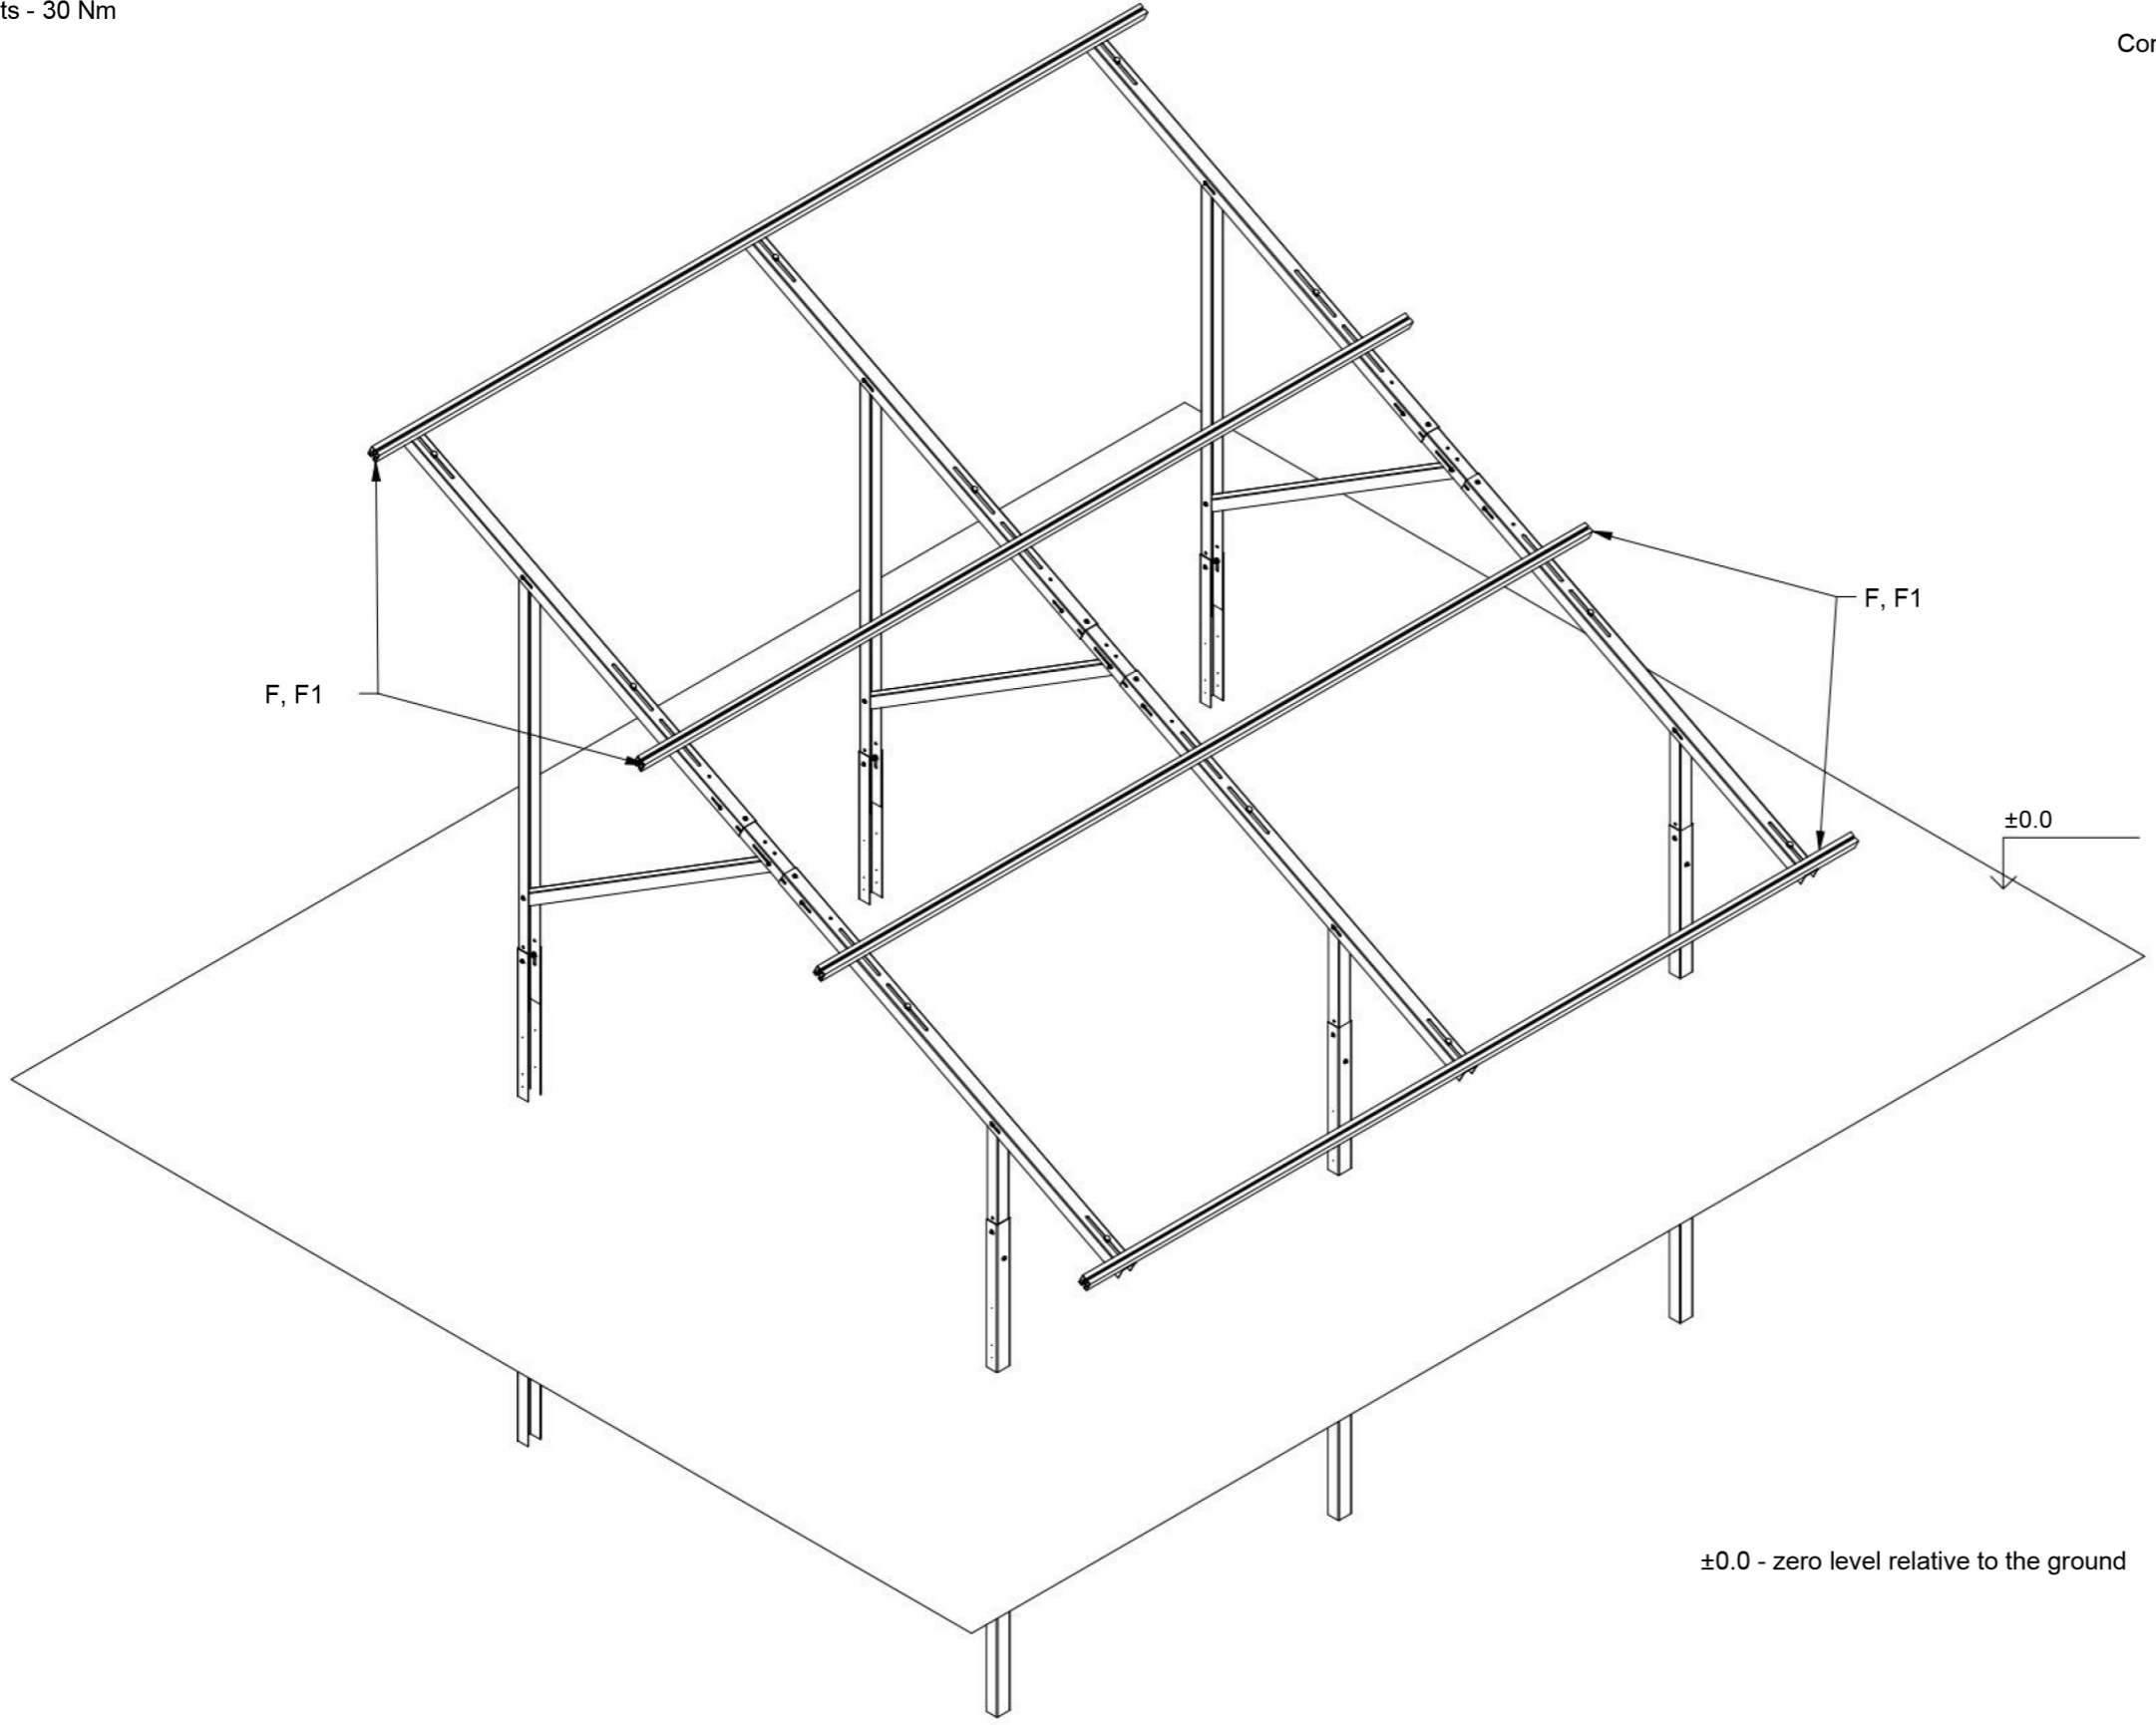 ts - 30 Nm
Cor
F, F1
±0.0
F, F1
±0.0 - zero level relative to the ground